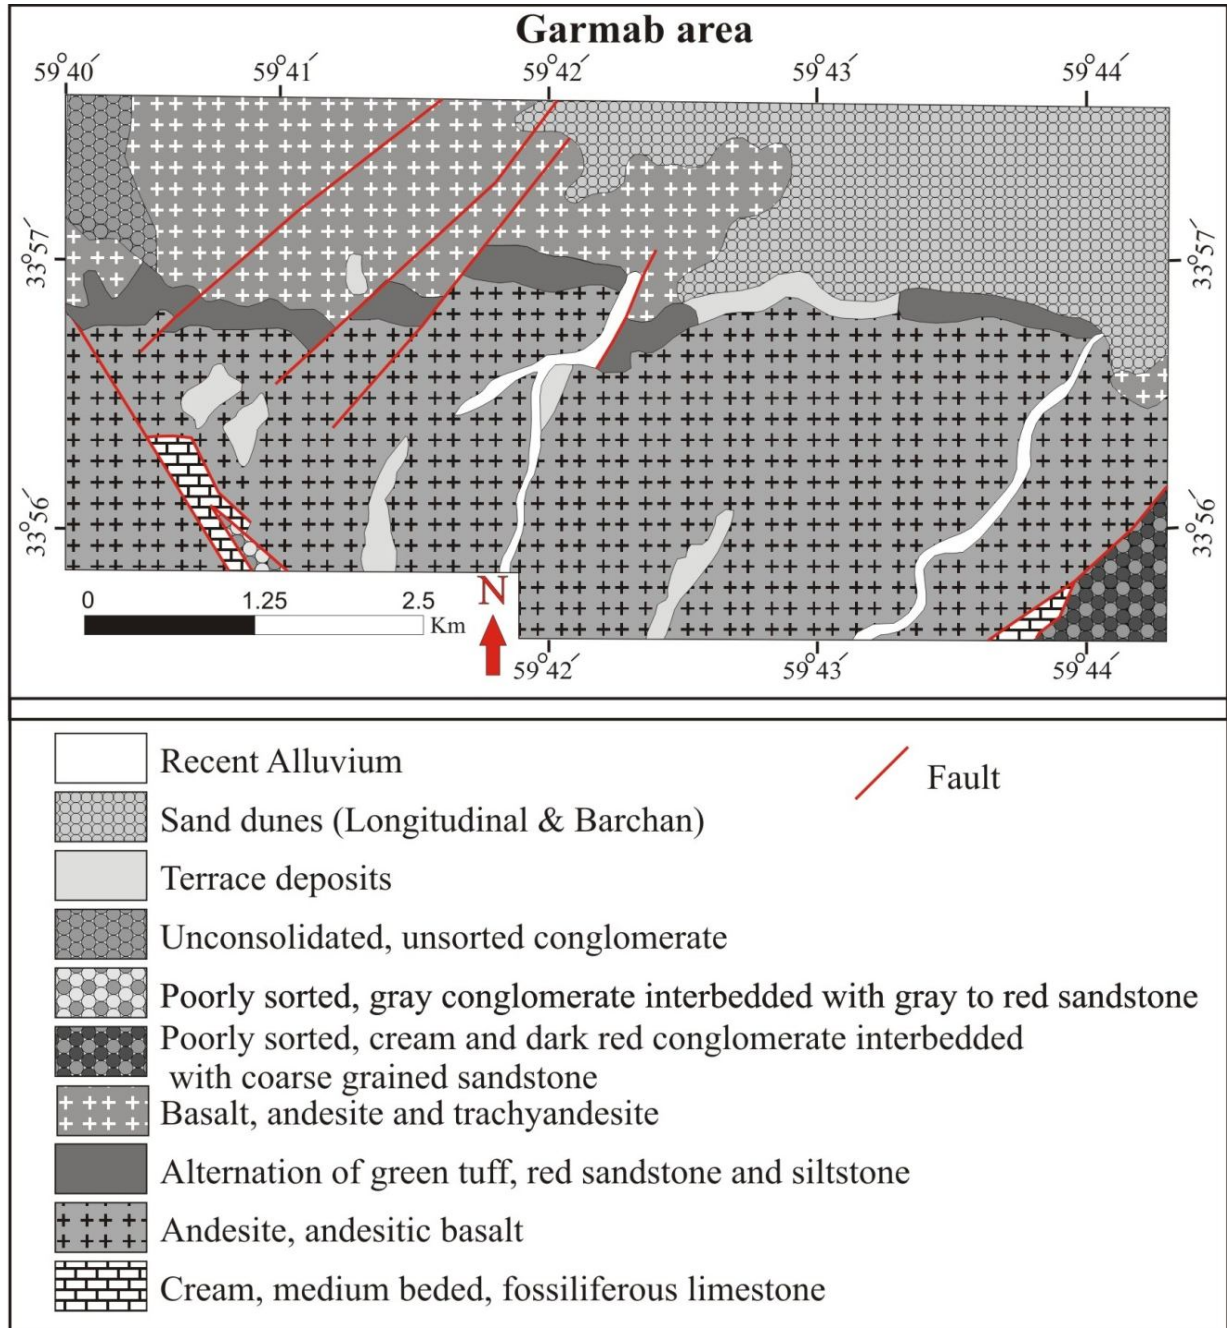 Garmab area
59°40′ 59°41′ 59°42′ 59°43′ 59°44′
33°57′ 33°57′
33°56′ 33°56′
0 1.25 2.5
Km
N
59°42′ 59°43′ 59°44′
Recent Alluvium
Fault
Sand dunes (Longitudinal & Barchan)
Terrace deposits
Unconsolidated, unsorted conglomerate
Poorly sorted, gray conglomerate interbedded with gray to red sandstone
Poorly sorted, cream and dark red conglomerate interbedded
with coarse grained sandstone
Basalt, andesite and trachyandesite
Alternation of green tuff, red sandstone and siltstone
Andesite, andesitic basalt
Cream, medium beded, fossiliferous limestone